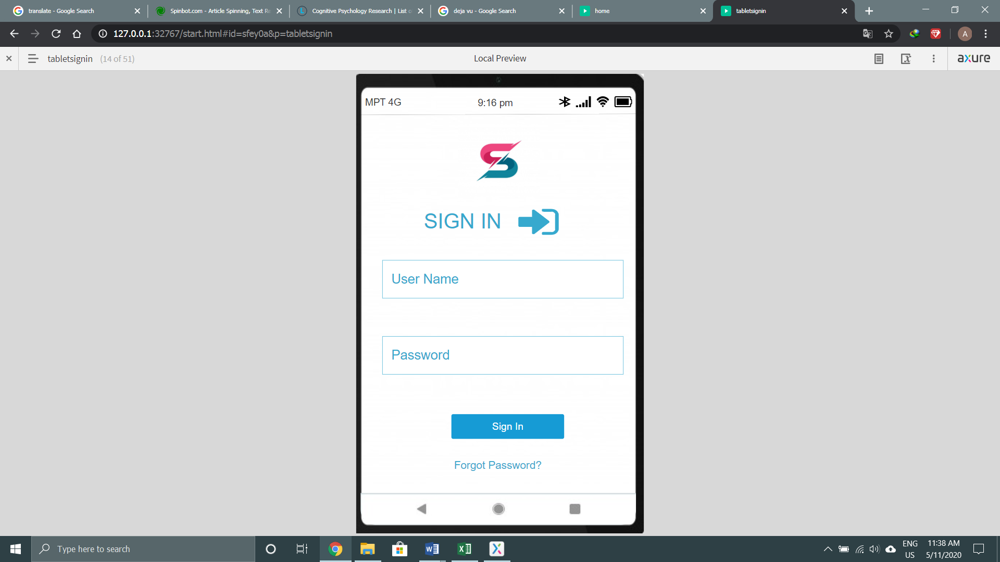 translate - Google Search
Spinbot.com - Article Spinning, Text Re
Cognitive Psychology Research | List o
deja vu - Google Search
home
tabletsignin
127.0.0.1:32767/start.html#id=sfey0a&p=tabletsignin
A
tabletsignin (14 of 51)
Local Preview
axure
MPT 4G
9:16 pm
SIGN IN
User Name
Password
Sign In
Forgot Password?
Type here to search
ENG
US
11:38 AM
5/11/2020